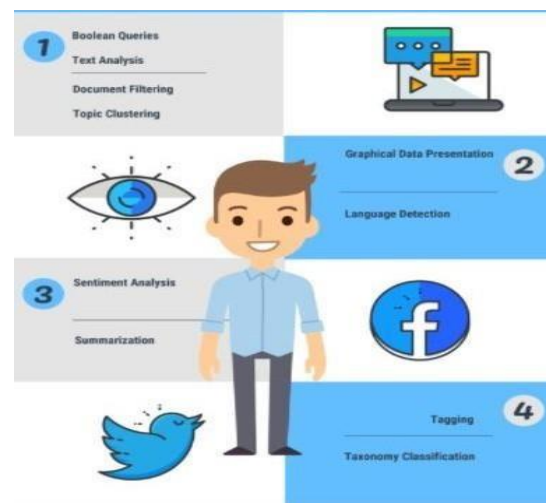 1
Boolean Queries
Text Analysis
Document Filtering
Topic Clustering
Graphical Data Presentation
2
Language Detection
3
Sentiment Analysis
Summarization
f
4
Tagging
Taxonomy Classification